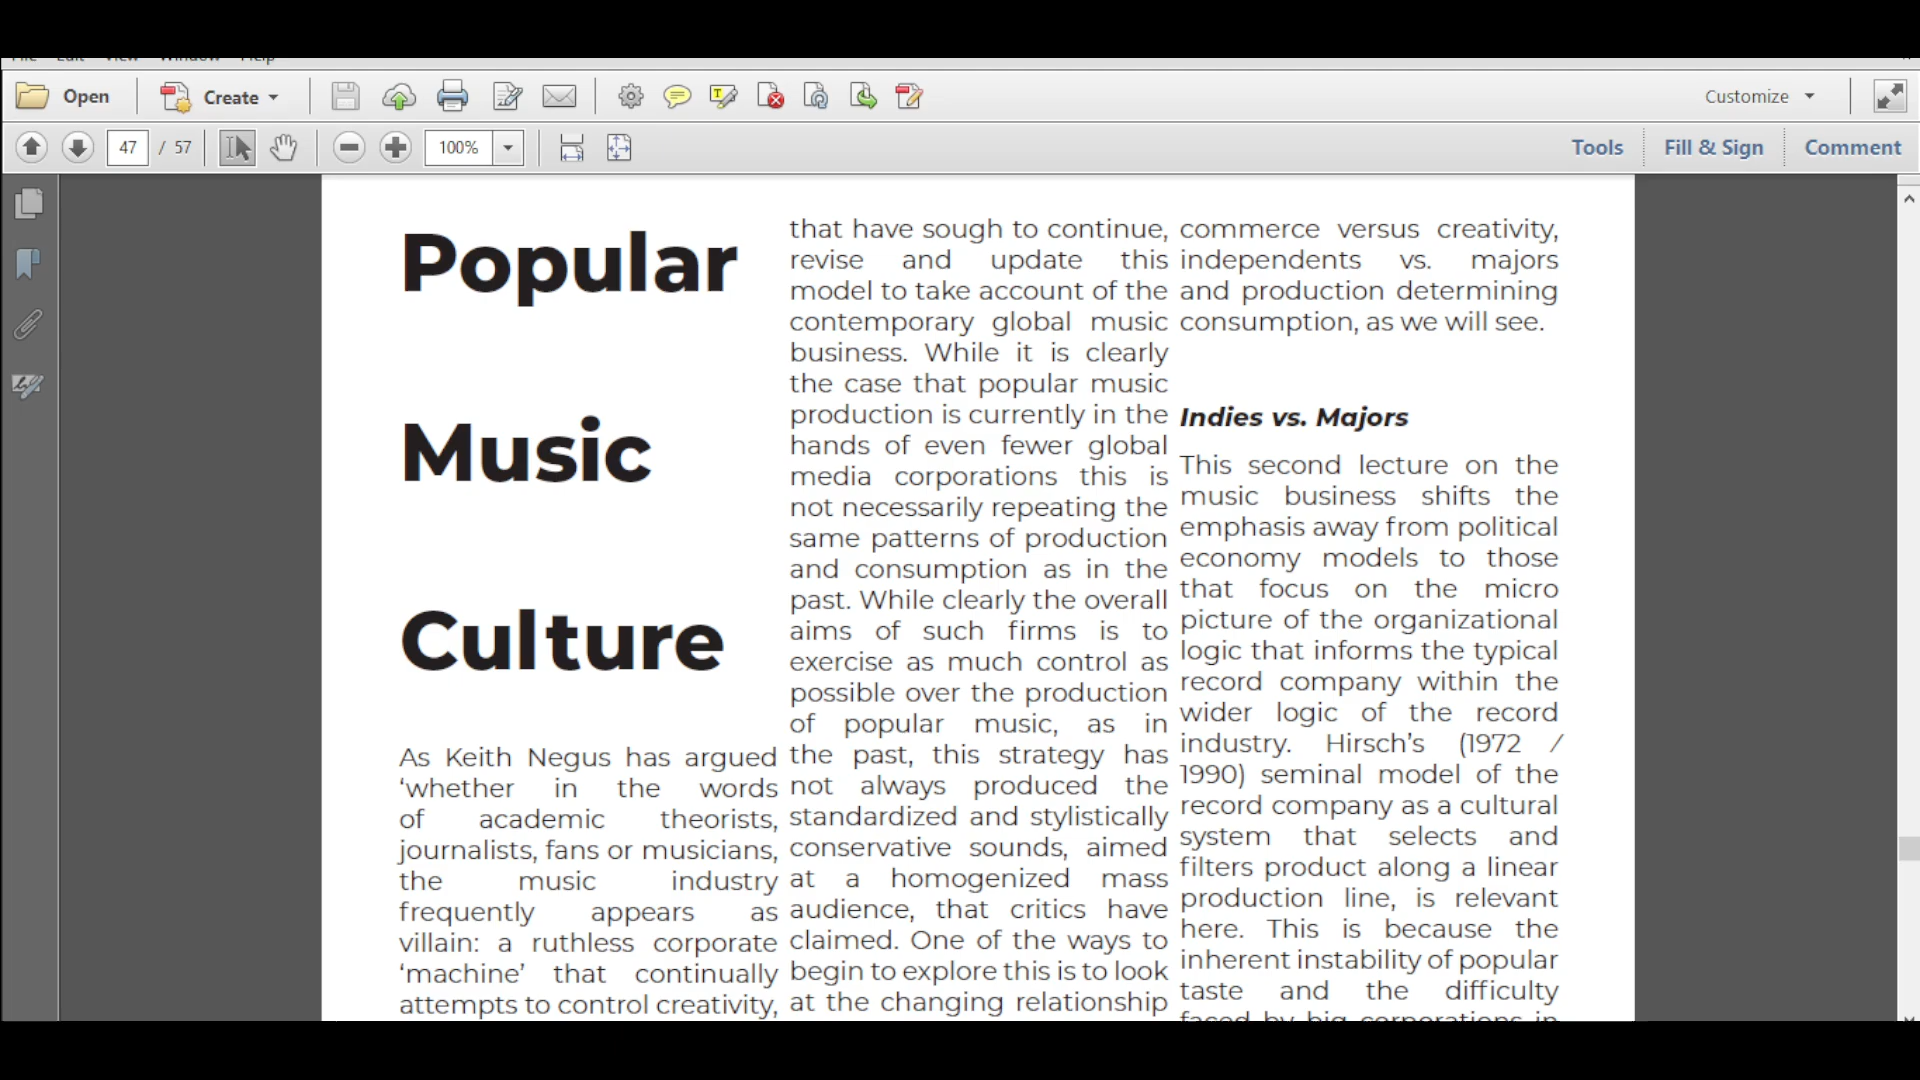 File Edit View Window Help
Open
Create
Customize
47 / 57
100%
Tools
Fill & Sign
Comment
Popular
Music
Culture
As Keith Negus has argued
‘whether in the words
of academic theorists,
journalists, fans or musicians,
the music industry
frequently appears as
villain: a ruthless corporate
‘machine’ that continually
attempts to control creativity,
that have sough to continue,
revise and update this
model to take account of the
contemporary global music
business. While it is clearly
the case that popular music
production is currently in the
hands of even fewer global
media corporations this is
not necessarily repeating the
same patterns of production
and consumption as in the
past. While clearly the overall
aims of such firms is to
exercise as much control as
possible over the production
of popular music, as in
the past, this strategy has
not always produced the
standardized and stylistically
conservative sounds, aimed
at a homogenized mass
audience, that critics have
claimed. One of the ways to
begin to explore this is to look
at the changing relationship
commerce versus creativity,
independents vs. majors
and production determining
consumption, as we will see.
Indies vs. Majors
This second lecture on the
music business shifts the
emphasis away from political
economy models to those
that focus on the micro
picture of the organizational
logic that informs the typical
record company within the
wider logic of the record
industry. Hirsch’s (1972 /
1990) seminal model of the
record company as a cultural
system that selects and
filters product along a linear
production line, is relevant
here. This is because the
inherent instability of popular
taste and the difficulty
faced by big corporations in